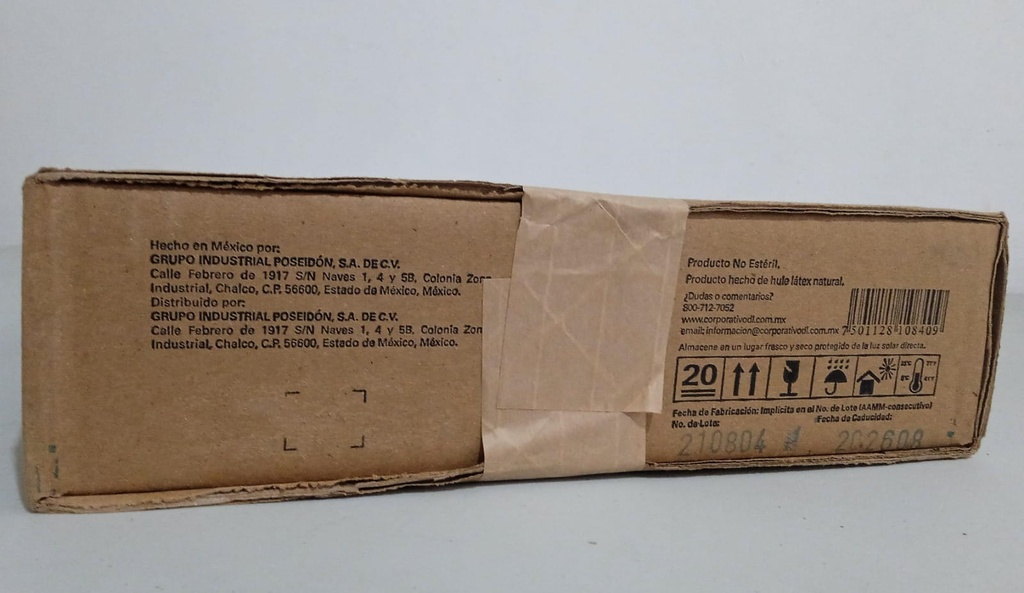 Hecho en México por:
GRUPO INDUSTRIAL POSEIDÓN, S.A. DE C.V.
Calle Febrero de 1917 S/N Naves 1, 4 y 5B, Colonia Zona
Industrial, Chalco, C.P. 56600, Estado de México, México.
Distribuido por:
GRUPO INDUSTRIAL POSEIDÓN, S.A. DE C.V.
Calle Febrero de 1917 S/N Naves 1, 4 y 5B, Colonia Zon
Industrial, Chalco, C.P. 56600, Estado de México, México.
Producto No Estéril.
Producto hecho de hule látex natural.
¿Dudas o comentarios?
800-712-7052
www.corporativodl.com.mx
email: informacion@corporativodl.com.mx
7 501128 108409
Almacene en un lugar fresco y seco protegido de la luz solar directa.
20
Fecha de Fabricación: Implícita en el No. de Lote (AAMM-consecutivo)
No. de Lote: Fecha de Caducidad:
210804 202608